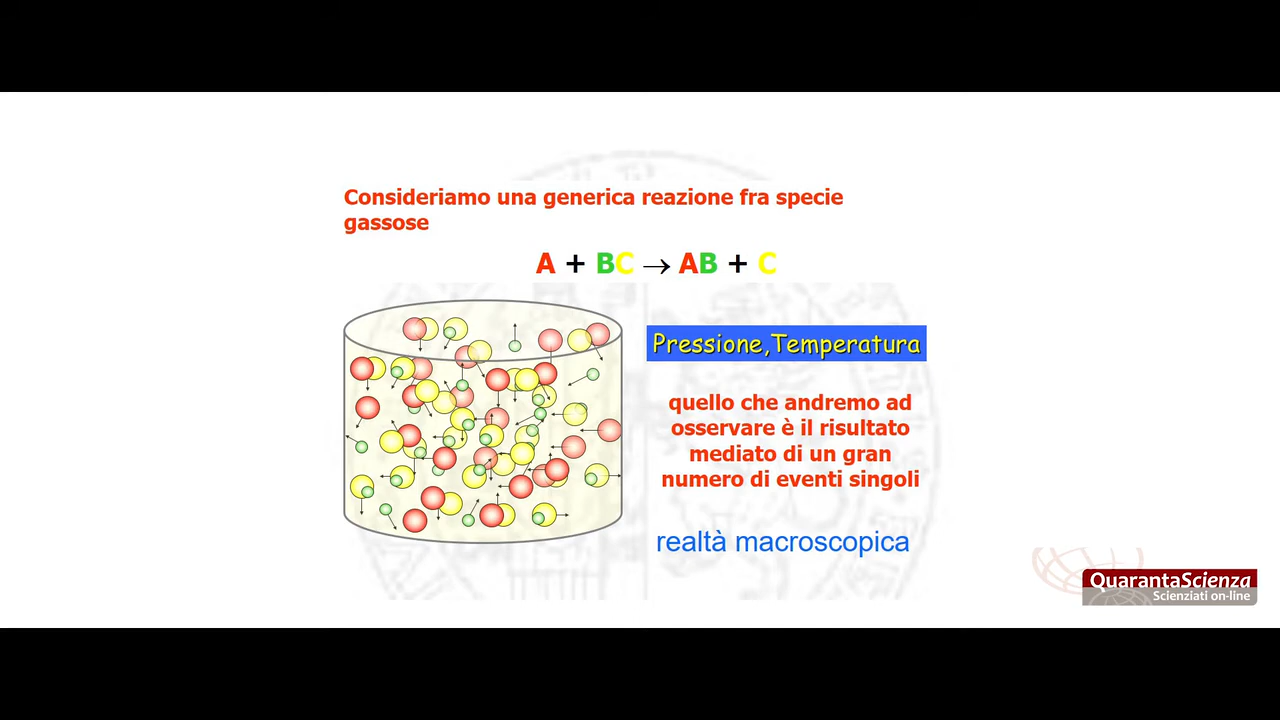 Consideriamo una generica reazione fra specie
gassose
A + BC → AB + C
Pressione,Temperatura
quello che andremo ad
osservare è il risultato
mediato di un gran
numero di eventi singoli
realtà macroscopica
QuarantaScienza
Scienziati on-line